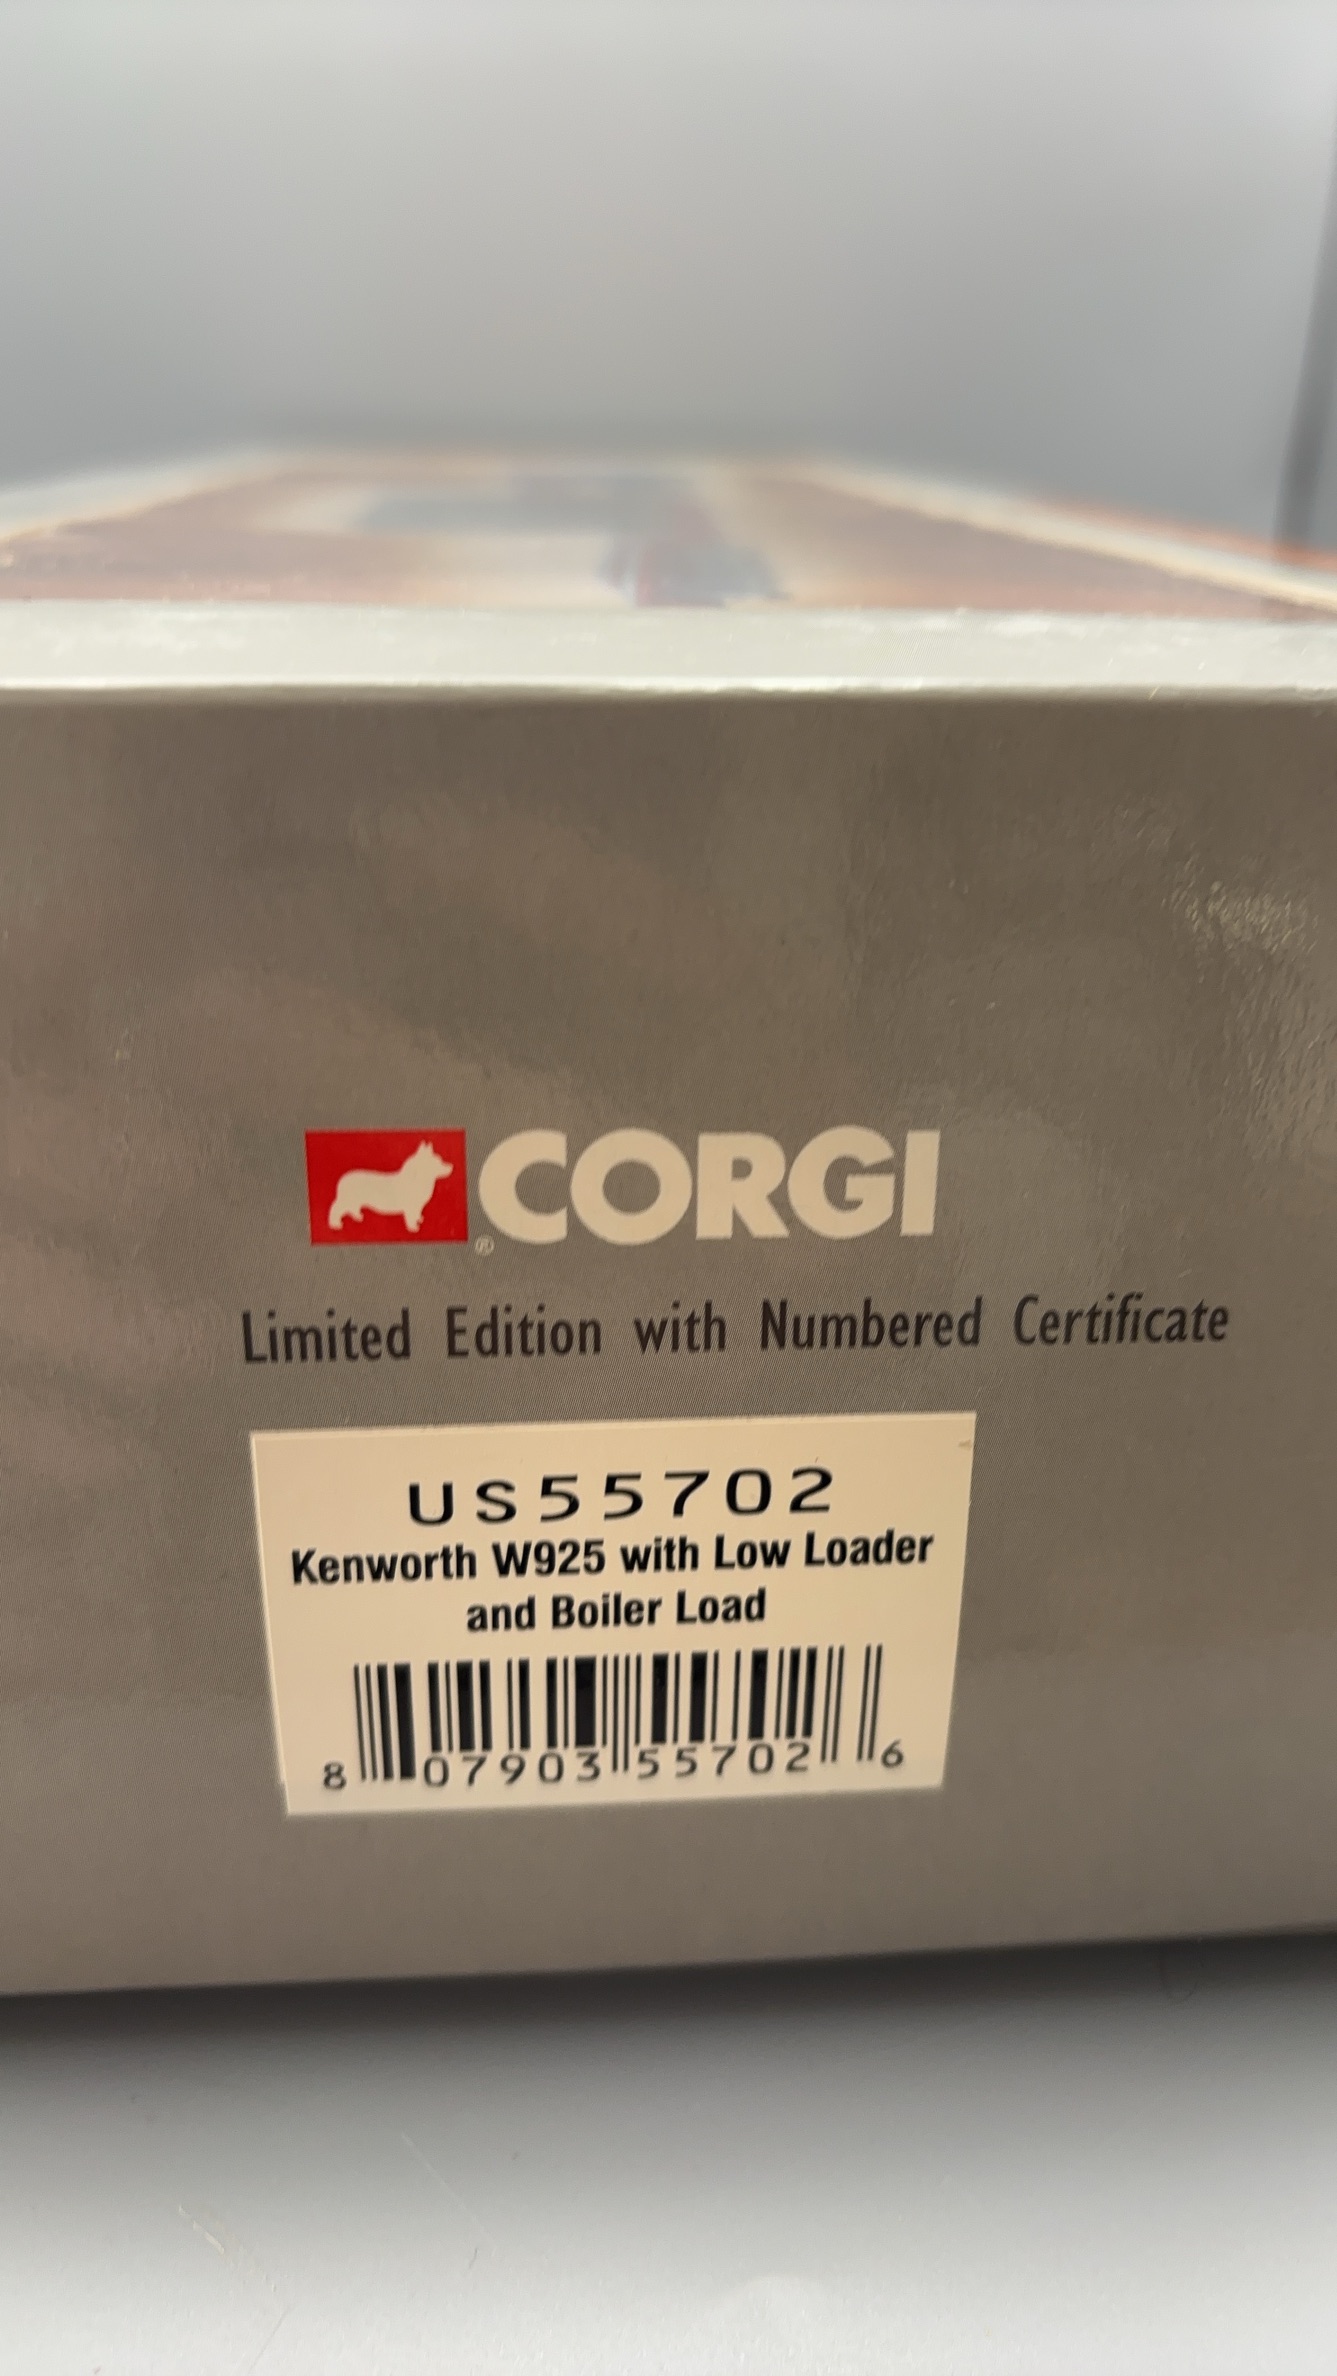 ® CORGI
Limited Edition with Numbered Certificate
US55702
Kenworth W925 with Low Loader
and Boiler Load
8 07903 55702 6